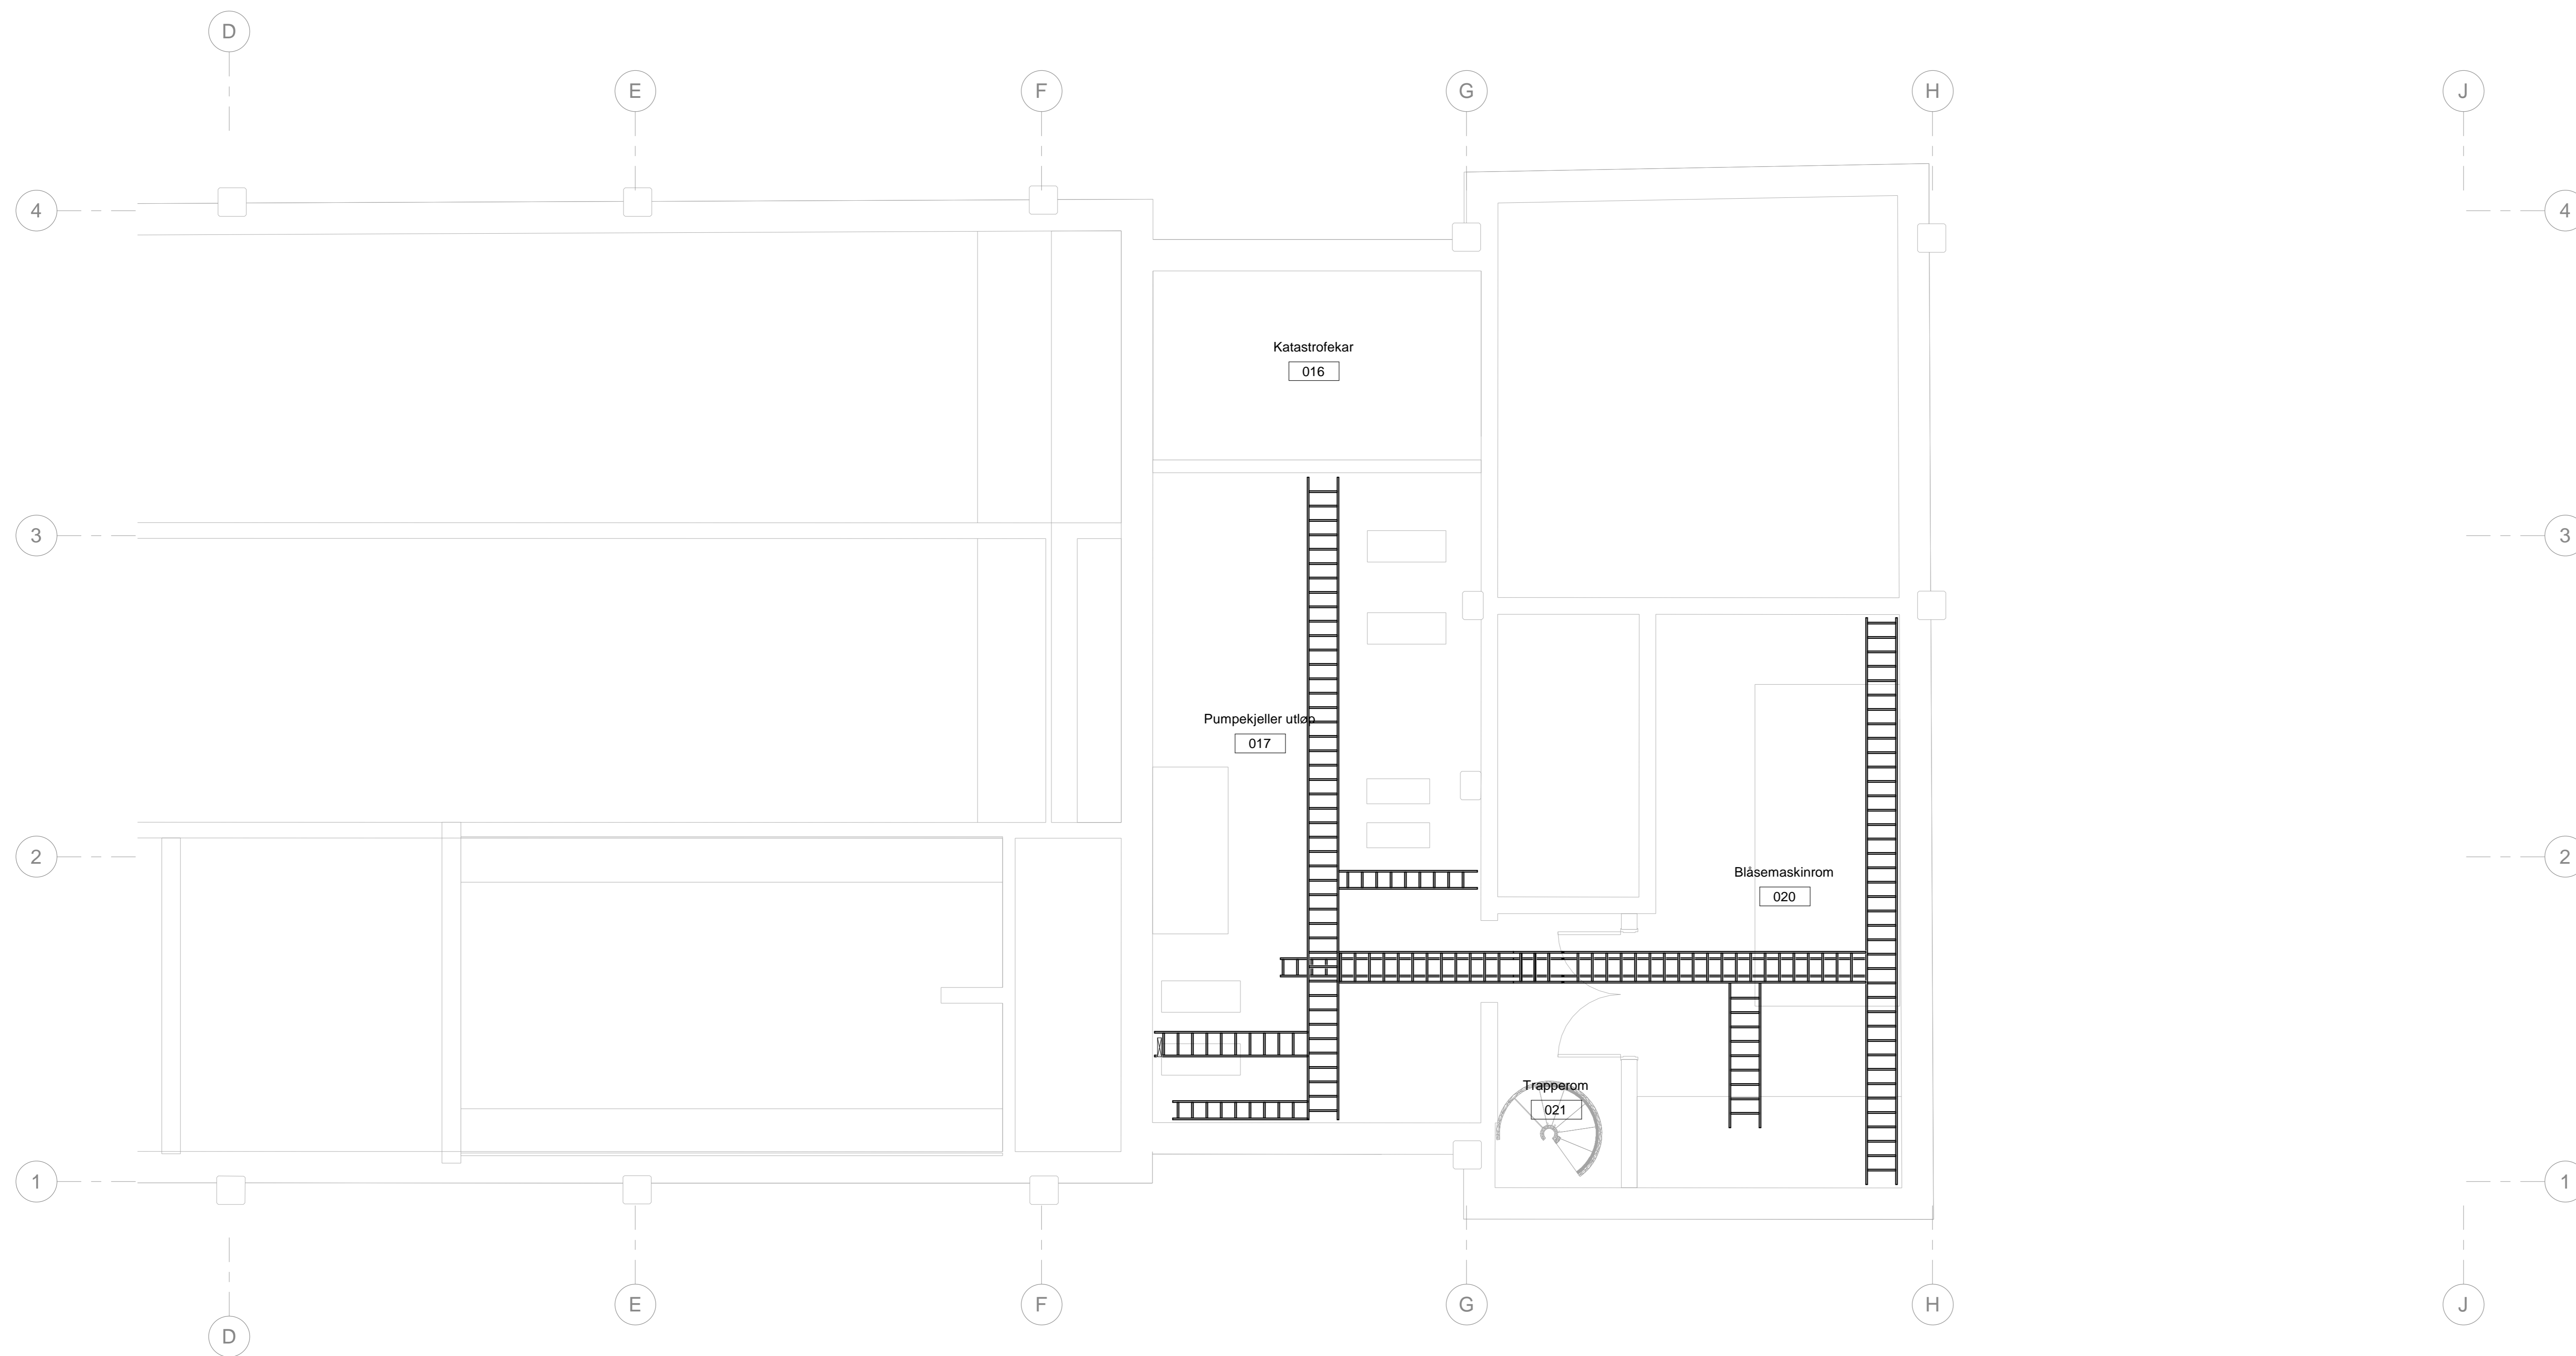 D
E
F
G
H
J
4
4
Katastrofekar
016
3
3
Pumpekjeller utløp
017
2
2
Blåsemaskinrom
020
Trapperom
021
1
1
E
F
G
H
J
D